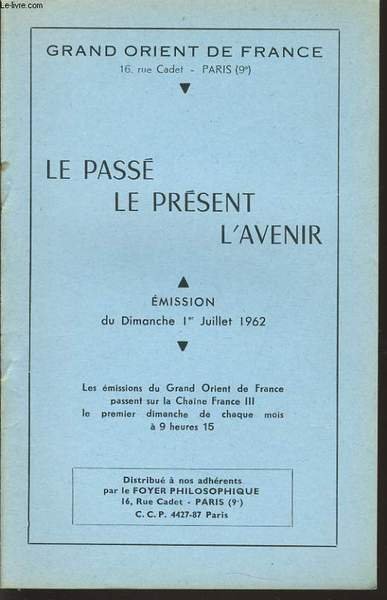 Le-livre.com
GRAND ORIENT DE FRANCE
16, rue Cadet - PARIS (9e)
LE PASSÉ
LE PRÉSENT
L'AVENIR
ÉMISSION
du Dimanche 1er Juillet 1962
Les émissions du Grand Orient de France
passent sur la Chaîne France III
le premier dimanche de chaque mois
à 9 heures 15
Distribué à nos adhérents
par le FOYER PHILOSOPHIQUE
16, Rue Cadet - PARIS (9e)
C. C. P. 4427-87 Paris